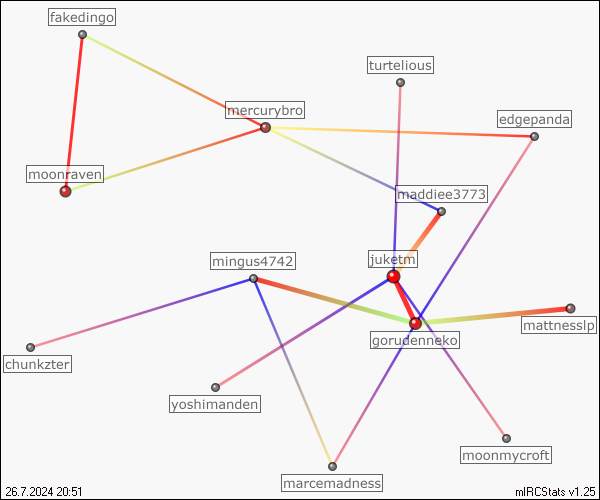 fakedingo
turtelious
mercurybro
edgepanda
moonraven
maddiee3773
mingus4742
juketm
mattnesslp
gorudenneko
chunkzter
yoshimanden
moonmycroft
marcemadness
26.7.2024 20:51
mIRCStats v1.25